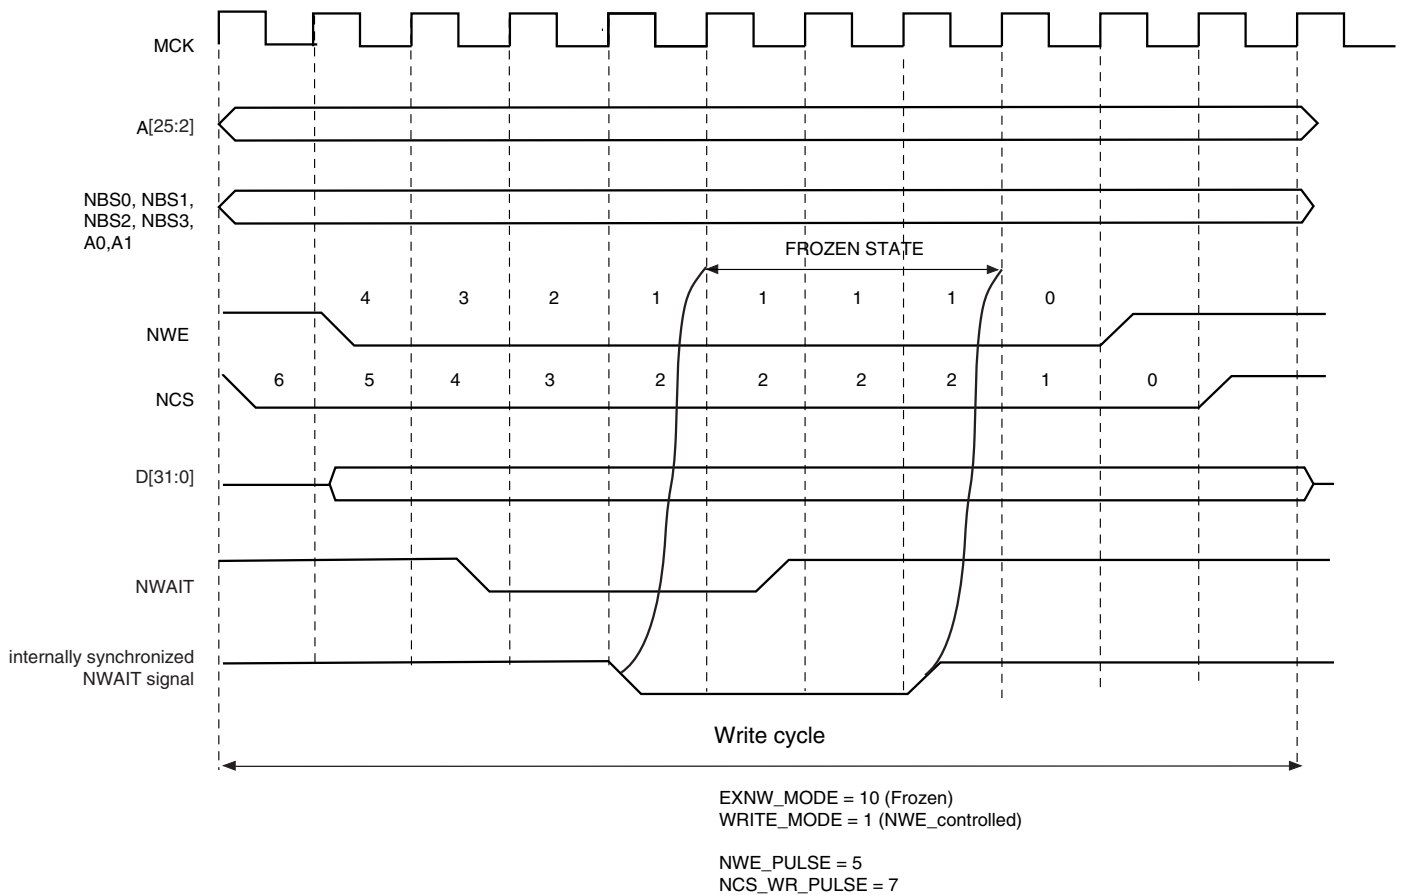 MCK
A[25:2]
NBS0, NBS1,
NBS2, NBS3,
A0,A1
FROZEN STATE
4 3 2 1 1 1 1 0
NWE
6 5 4 3 2 2 2 2 1 0
NCS
D[31:0]
NWAIT
internally synchronized
NWAIT signal
Write cycle
EXNW_MODE = 10 (Frozen)
WRITE_MODE = 1 (NWE_controlled)
NWE_PULSE = 5
NCS_WR_PULSE = 7